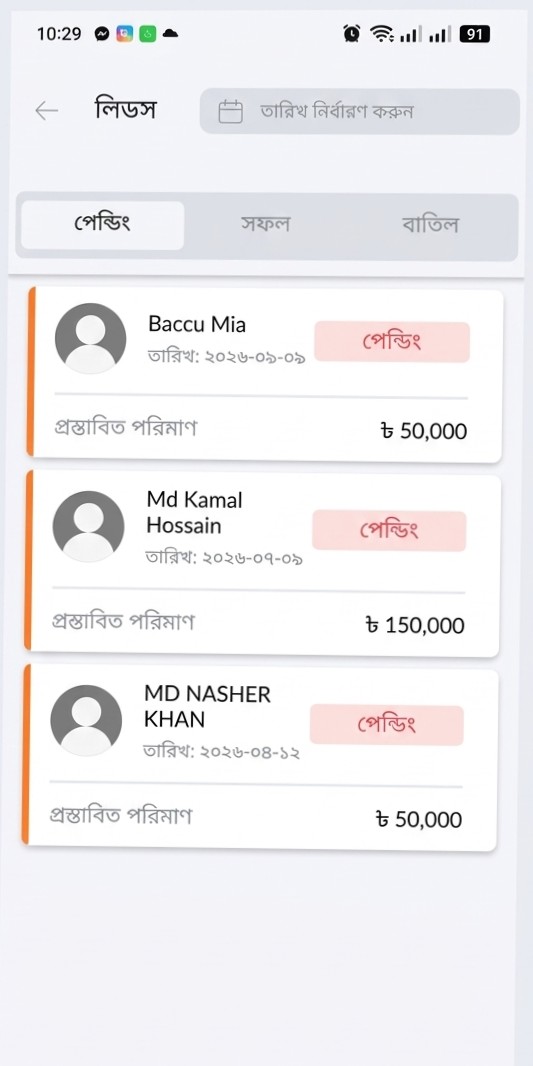 10:29
91
লিডস
তারিখ নির্ধারণ করুন
পেন্ডিং সফল বাতিল
Baccu Mia
তারিখ: ২০২৬-০৯-০৯
পেন্ডিং
প্রস্তাবিত পরিমাণ ৳ 50,000
Md Kamal
Hossain
তারিখ: ২০২৬-০৭-০৯
পেন্ডিং
প্রস্তাবিত পরিমাণ ৳ 150,000
MD NASHER
KHAN
তারিখ: ২০২৬-০৪-১২
পেন্ডিং
প্রস্তাবিত পরিমাণ ৳ 50,000